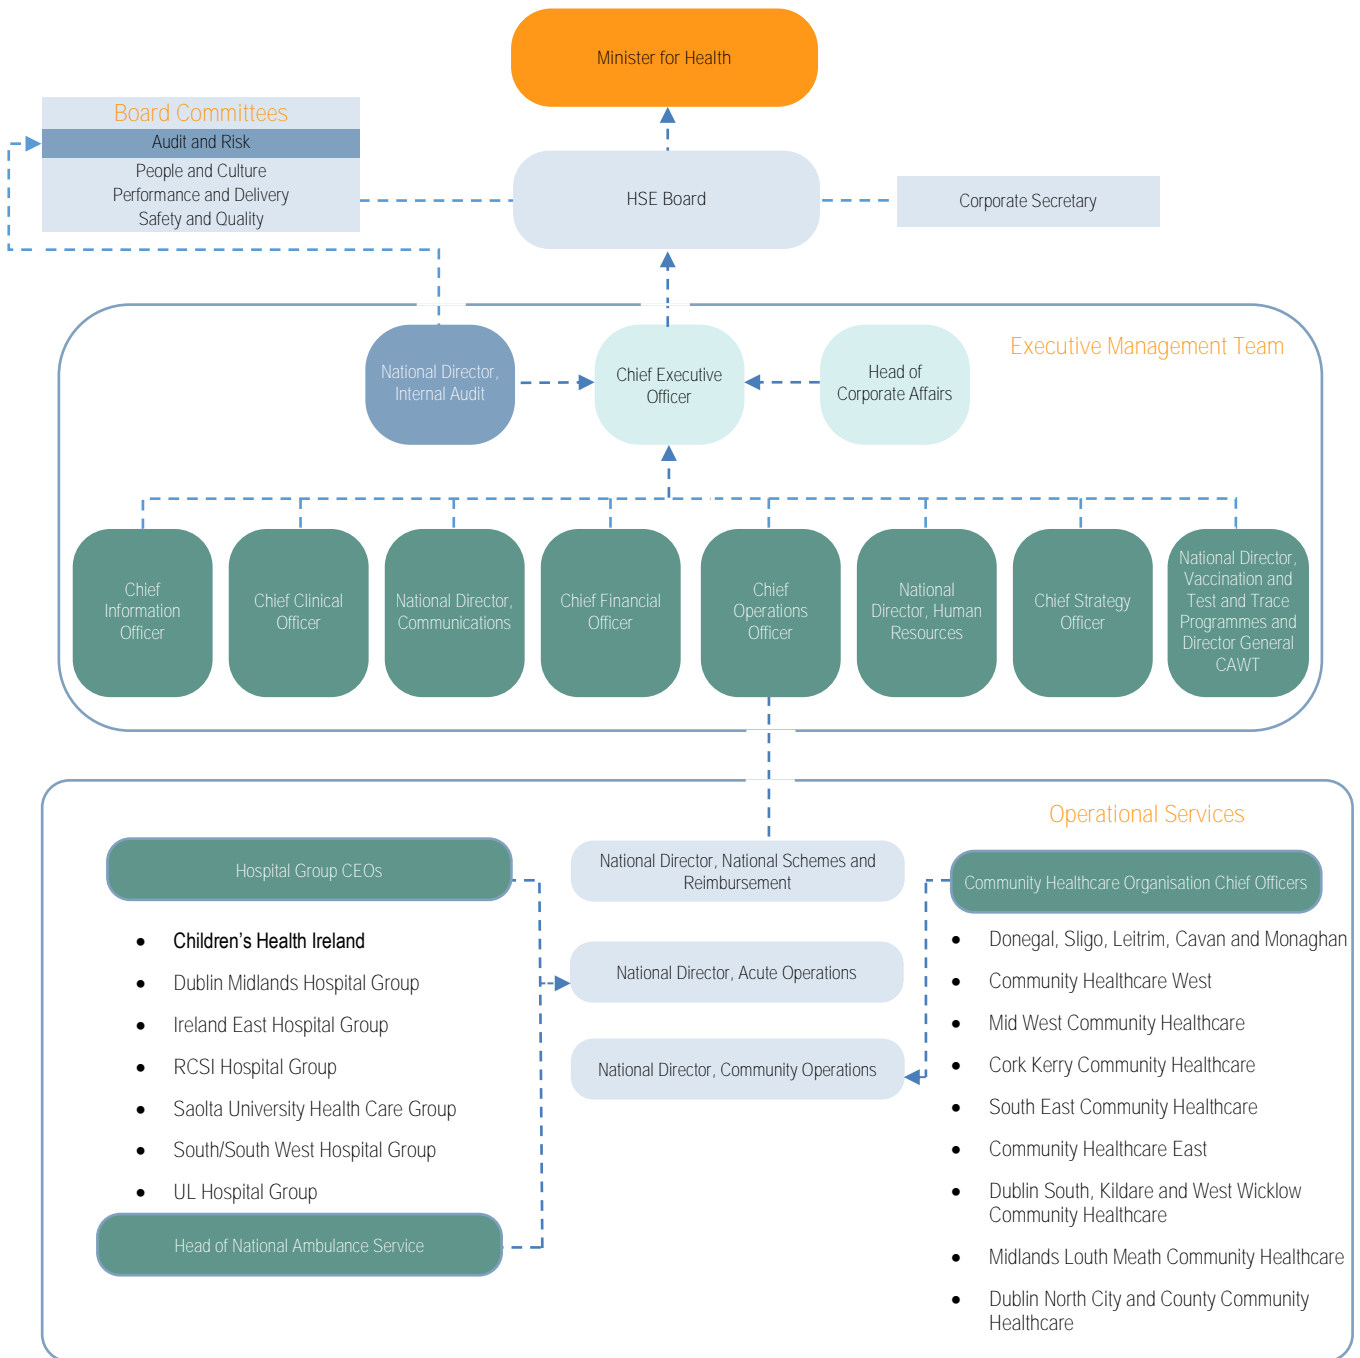 Minister for Health
Board Committees
Audit and Risk
People and Culture
Performance and Delivery
Safety and Quality
HSE Board
Corporate Secretary
Executive Management Team
National Director,
Internal Audit
Chief Executive
Officer
Head of
Corporate Affairs
Chief
Information
Officer
Chief Clinical
Officer
National Director,
Communications
Chief Financial
Officer
Chief
Operations
Officer
National
Director, Human
Resources
Chief Strategy
Officer
National Director,
Vaccination and
Test and Trace
Programmes and
Director General
CAWT
Operational Services
Hospital Group CEOs
• Children's Health Ireland
• Dublin Midlands Hospital Group
• Ireland East Hospital Group
• RCSI Hospital Group
• Saolta University Health Care Group
• South/South West Hospital Group
• UL Hospital Group
Head of National Ambulance Service
National Director, National Schemes and
Reimbursement
National Director, Acute Operations
National Director, Community Operations
Community Healthcare Organisation Chief Officers
• Donegal, Sligo, Leitrim, Cavan and Monaghan
• Community Healthcare West
• Mid West Community Healthcare
• Cork Kerry Community Healthcare
• South East Community Healthcare
• Community Healthcare East
• Dublin South, Kildare and West Wicklow
Community Healthcare
• Midlands Louth Meath Community Healthcare
• Dublin North City and County Community
Healthcare